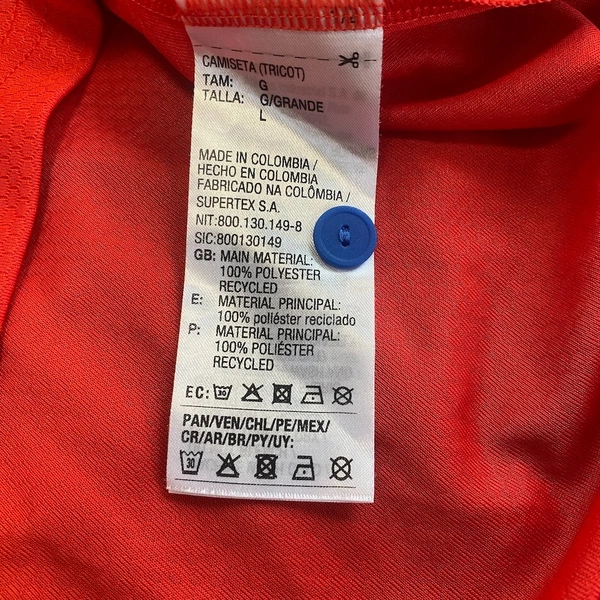 CAMISETA (TRICOT)
TAM: G
TALLA: G/GRANDE
L
MADE IN COLOMBIA /
HECHO EN COLOMBIA
FABRICADO NA COLÔMBIA /
SUPERTEX S.A.
NIT:800.130.149-8
SIC:800130149
GB: MAIN MATERIAL:
100% POLYESTER
RECYCLED
E: MATERIAL PRINCIPAL:
100% poliéster reciclado
P: MATERIAL PRINCIPAL:
100% POLIÉSTER
RECYCLED
EC: 30
PAN/VEN/CHL/PE/MEX/
CR/AR/BR/PY/UY:
30